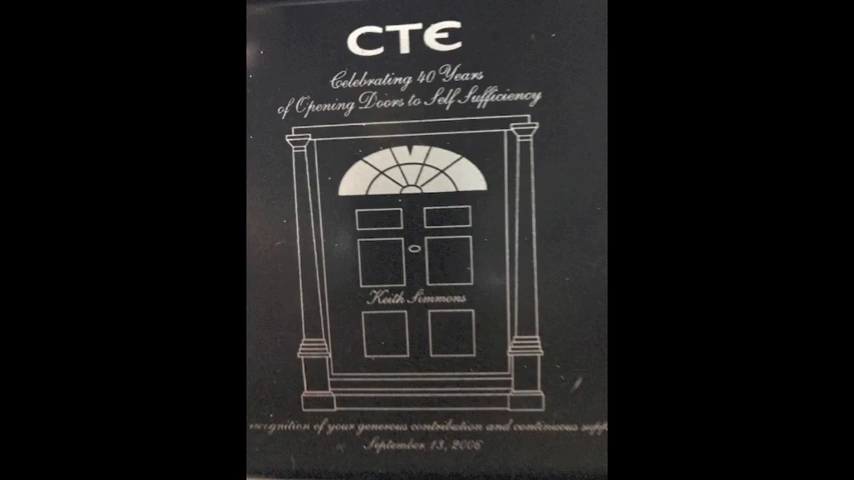 CTE
Celebrating 40 Years
of Opening Doors to Self Sufficiency
Keith Simmons
recognition of your generous contribution and continuous
September 13, 2006